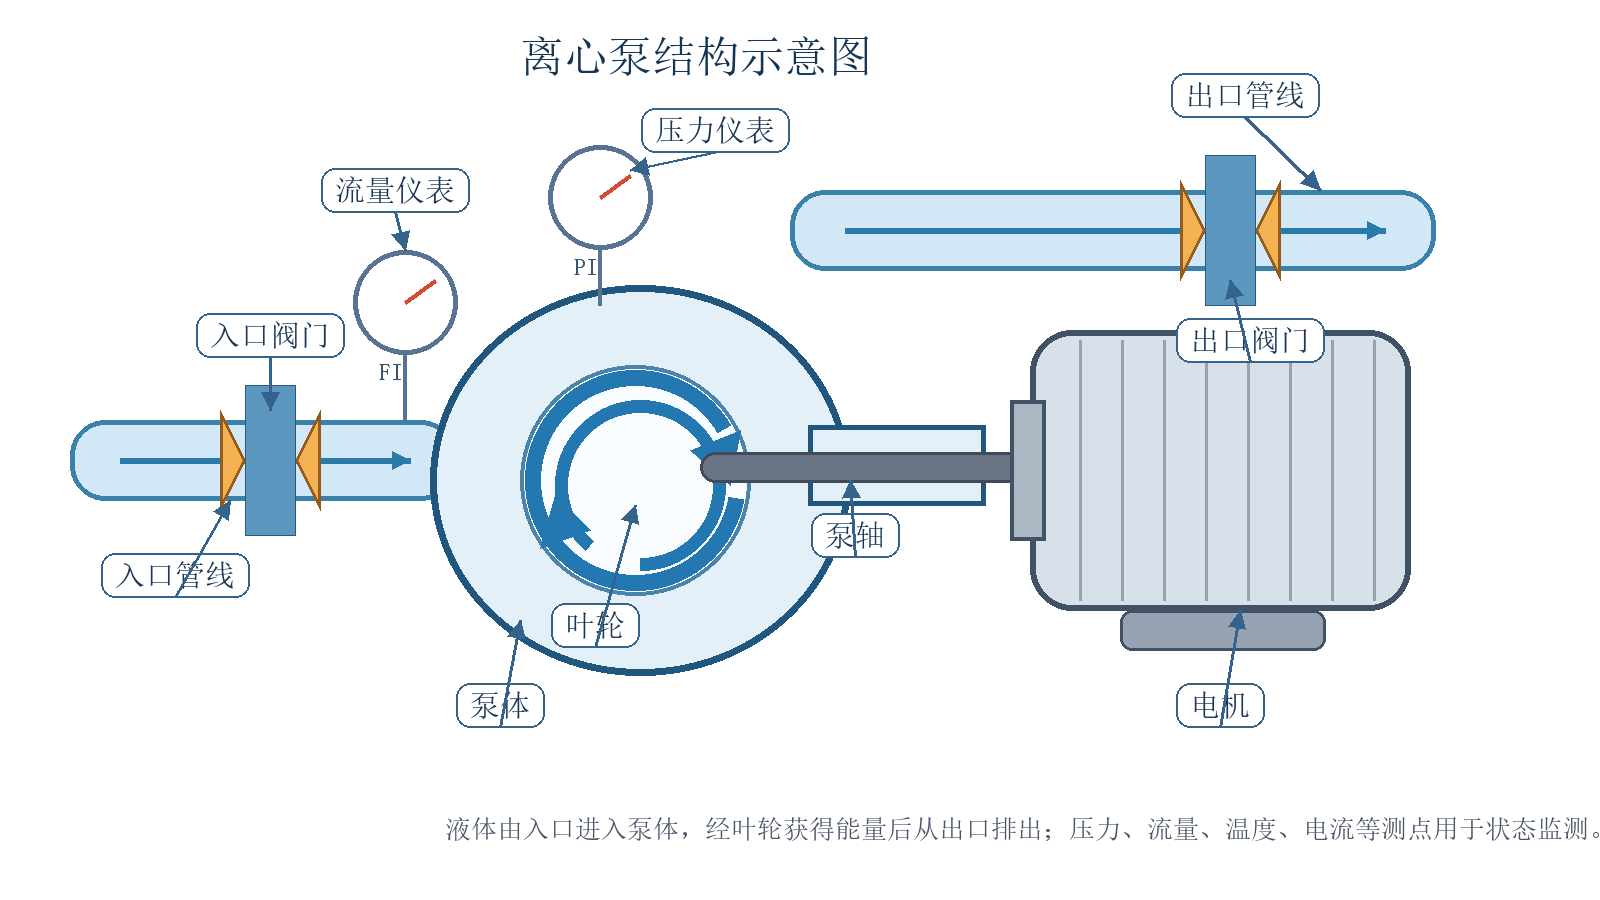 离心泵结构示意图
出口管线
压力仪表
流量仪表
PI
入口阀门
出口阀门
FI
泵轴
入口管线
叶轮
泵体
电机
液体由入口进入泵体，经叶轮获得能量后从出口排出；压力、流量、温度、电流等测点用于状态监测。